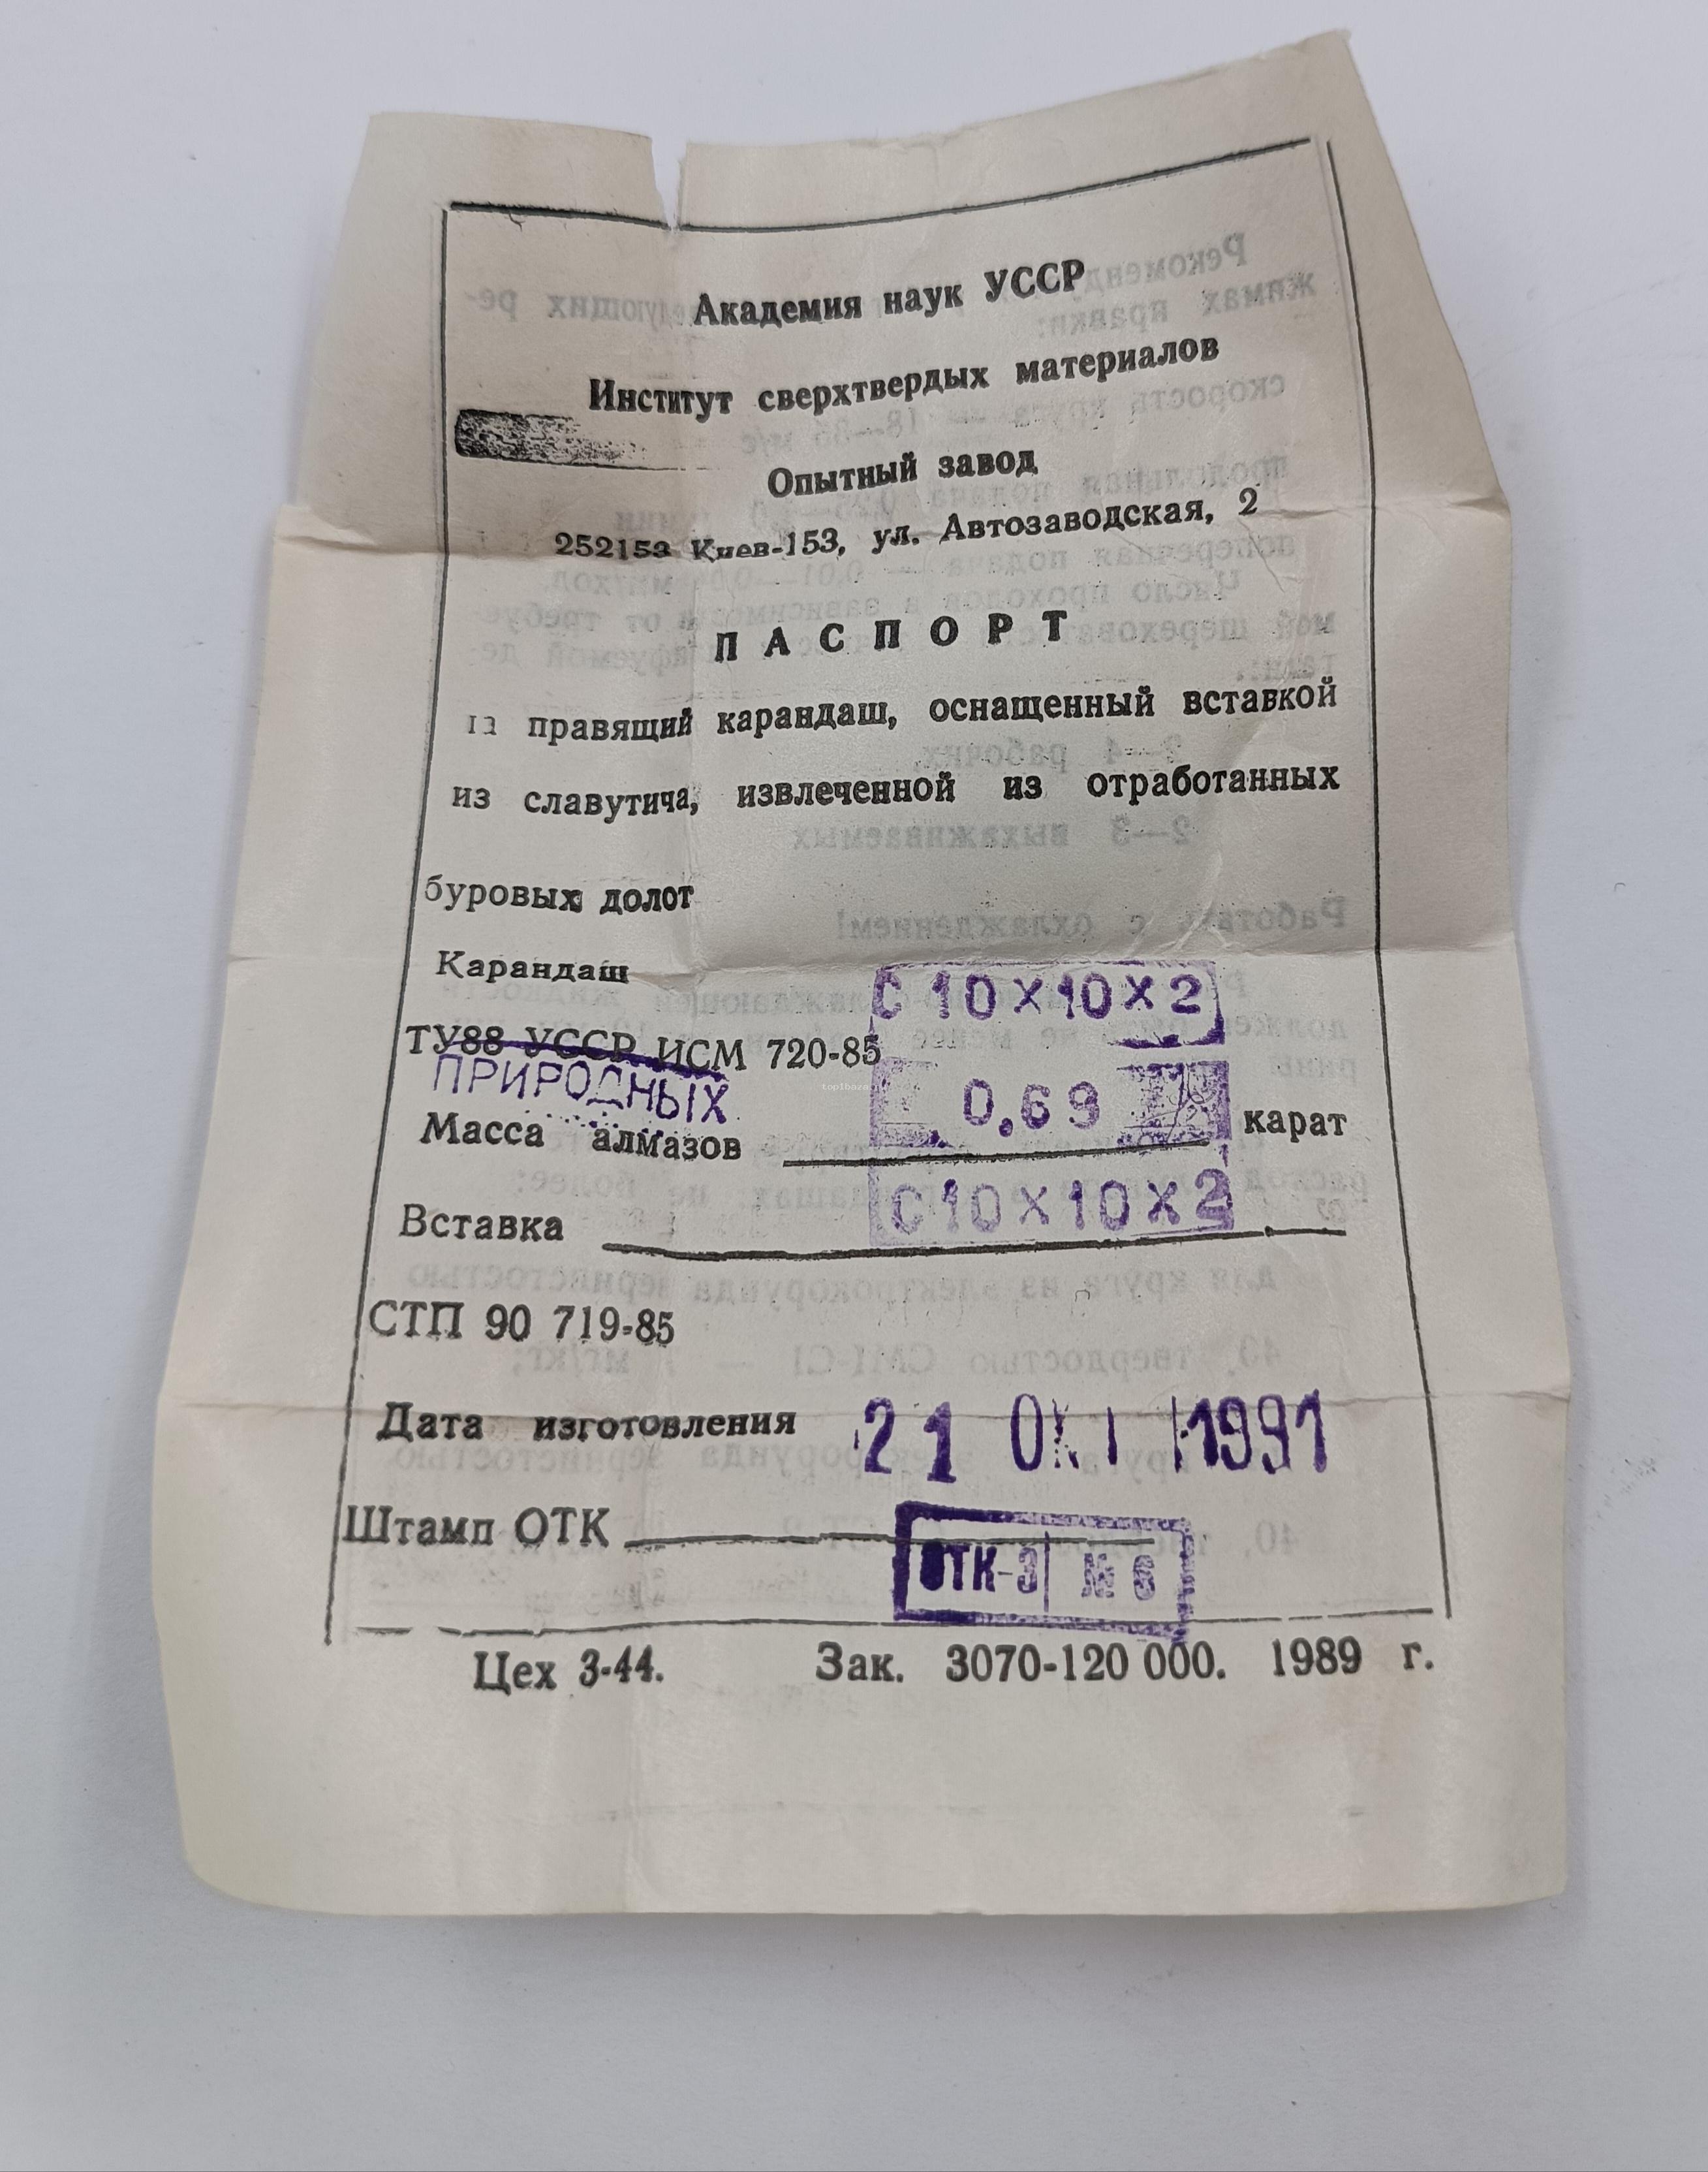 Академия наук УССР
Институт сверхтвердых материалов
Опытный завод
252153 Киев-153, ул. Автозаводская, 2
ПАСПОРТ
на правящий карандаш, оснащенный вставкой
из славутича, извлеченной из отработанных
буровых долот
Карандаш С 10×10×2
ТУ88 УССР ИСМ 720-85
ПРИРОДНЫХ
Масса алмазов 0,69 карат
Вставка С10×10×2
СТП 90 719-85
Дата изготовления 21 ОКТ 1991
Штамп ОТК ОТК-3 № 6
Цех 3-44. Зак. 3070-120 000. 1989 г.